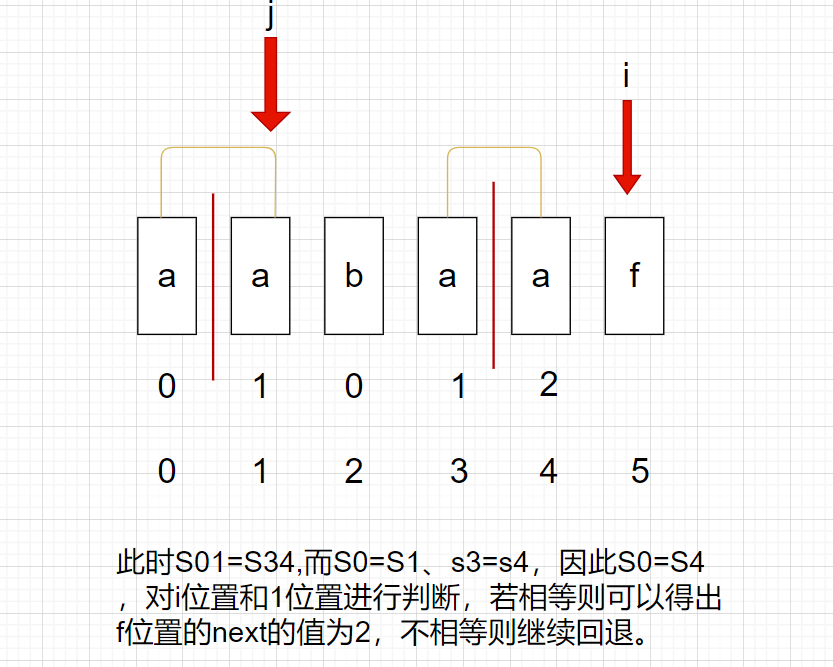 j
i
a a b a a f
0 1 0 1 2
0 1 2 3 4 5
此时S01=S34,而S0=S1、s3=s4，因此S0=S4
，对i位置和1位置进行判断，若相等则可以得出
f位置的next的值为2，不相等则继续回退。